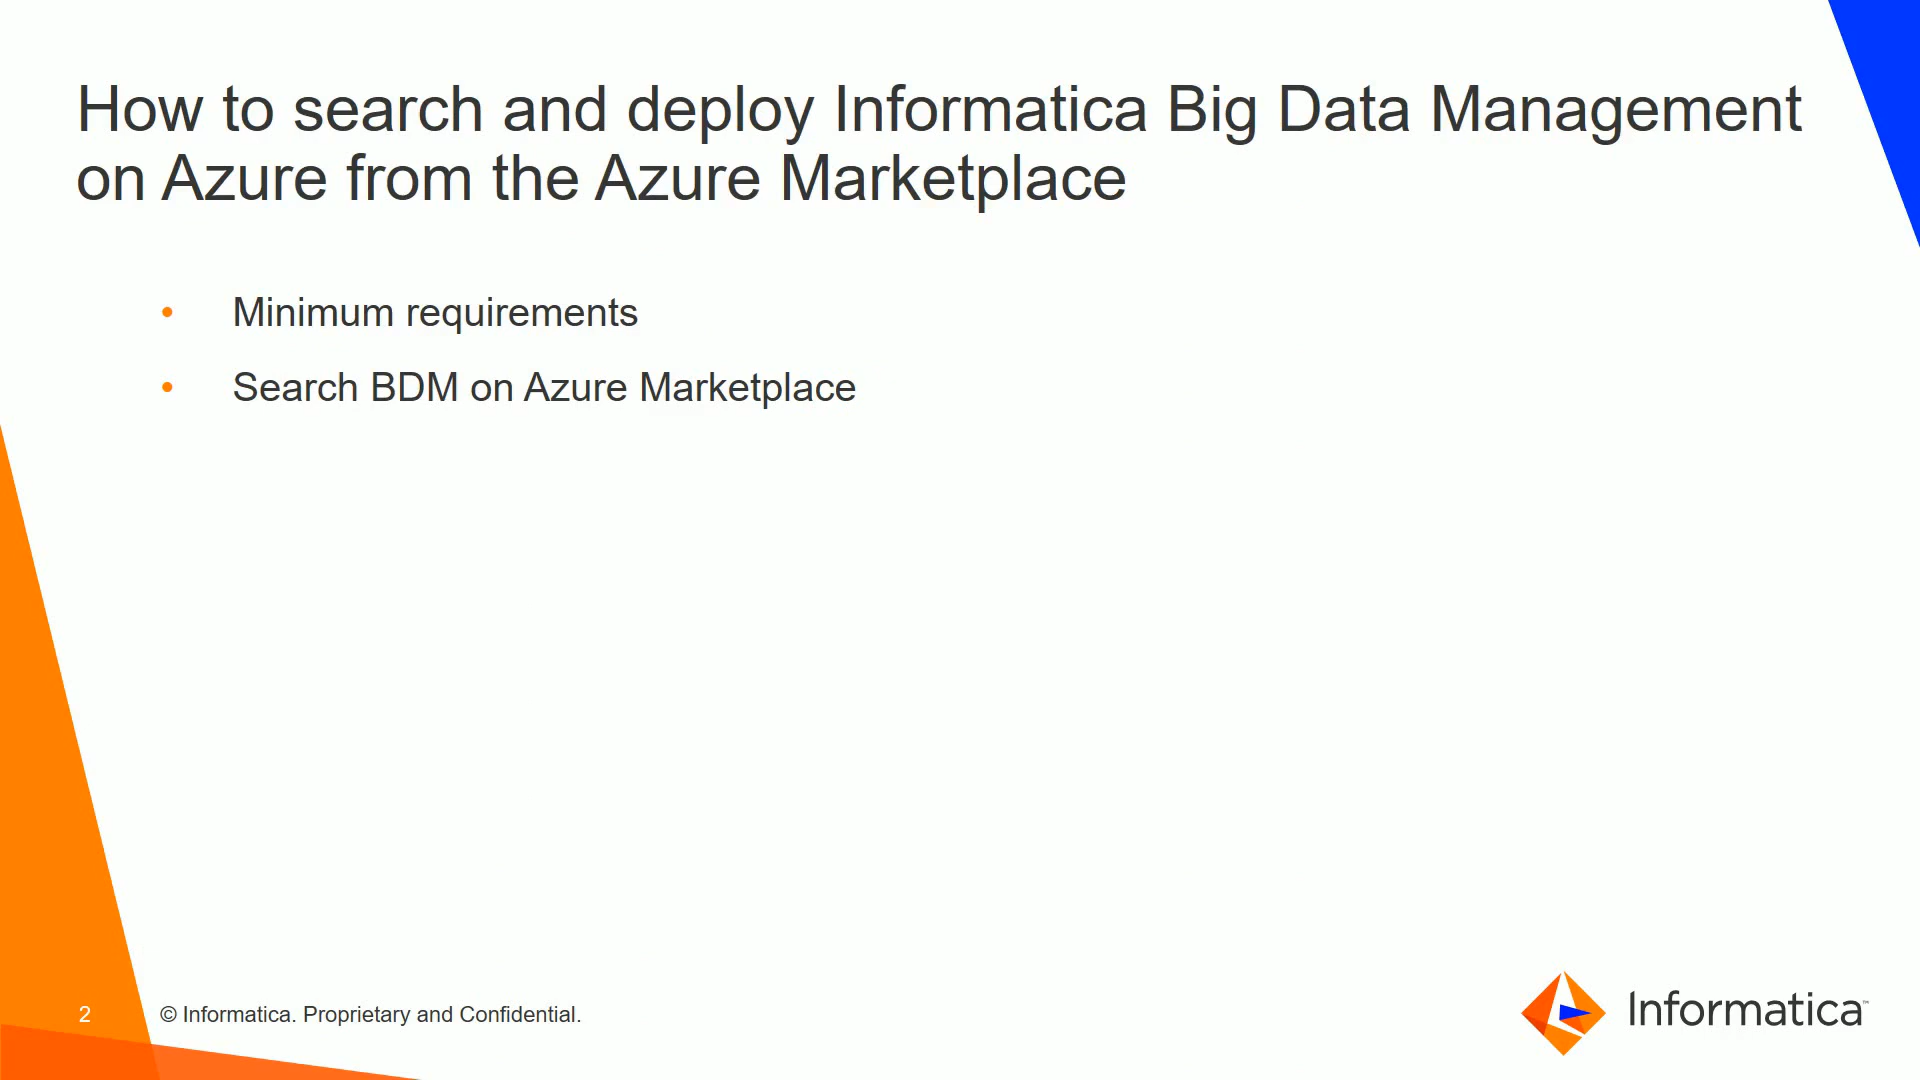 How to search and deploy Informatica Big Data Management
on Azure from the Azure Marketplace
• Minimum requirements
• Search BDM on Azure Marketplace
2
© Informatica. Proprietary and Confidential.
Informatica™